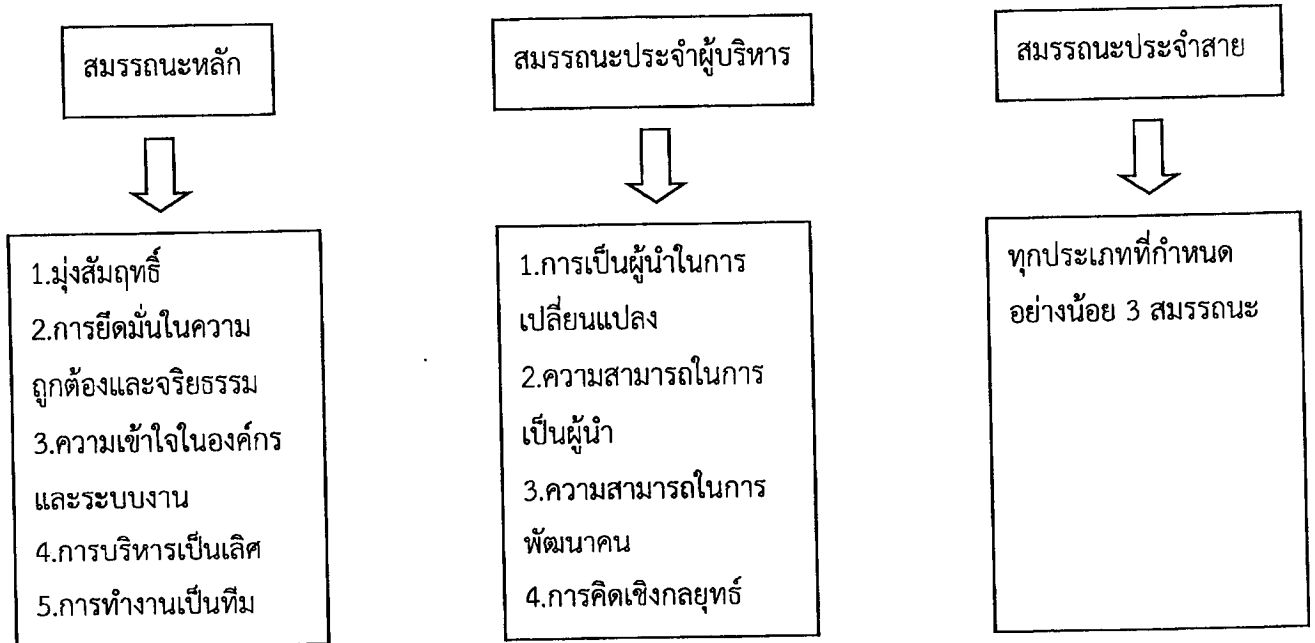 สมรรถนะหลัก
1.มุ่งสัมฤทธิ์
2.การยึดมั่นในความ
ถูกต้องและจริยธรรม
3.ความเข้าใจในองค์กร
และระบบงาน
4.การบริหารเป็นเลิศ
5.การทำงานเป็นทีม
สมรรถนะประจำผู้บริหาร
1.การเป็นผู้นำในการ
เปลี่ยนแปลง
2.ความสามารถในการ
เป็นผู้นำ
3.ความสามารถในการ
พัฒนาคน
4.การคิดเชิงกลยุทธ์
สมรรถนะประจำสาย
ทุกประเภทที่กำหนด
อย่างน้อย 3 สมรรถนะ